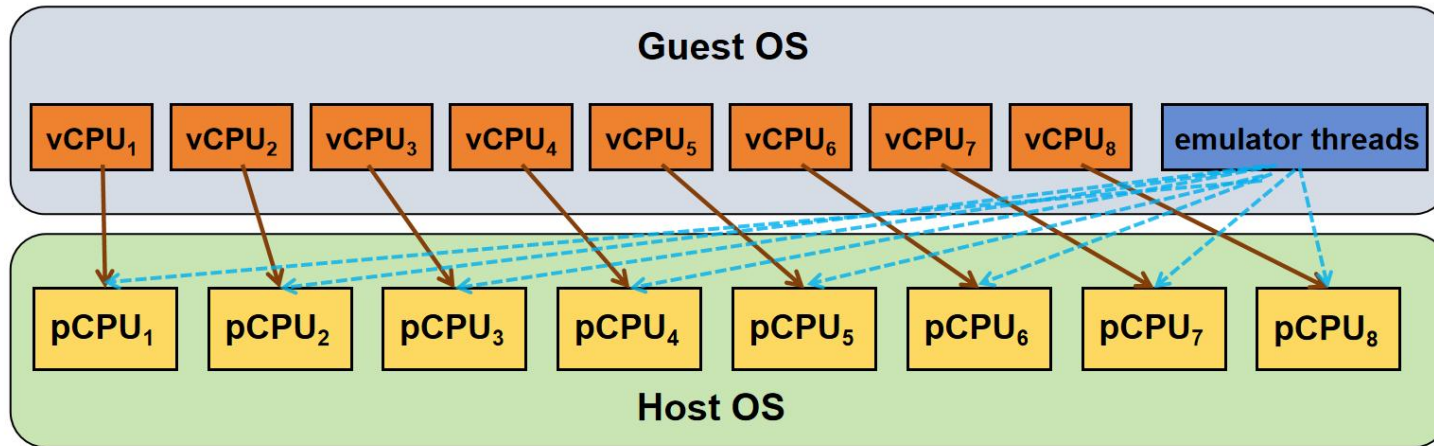 Guest OS
vCPU₁ vCPU₂ vCPU₃ vCPU₄ vCPU₅ vCPU₆ vCPU₇ vCPU₈ emulator threads
pCPU₁ pCPU₂ pCPU₃ pCPU₄ pCPU₅ pCPU₆ pCPU₇ pCPU₈
Host OS